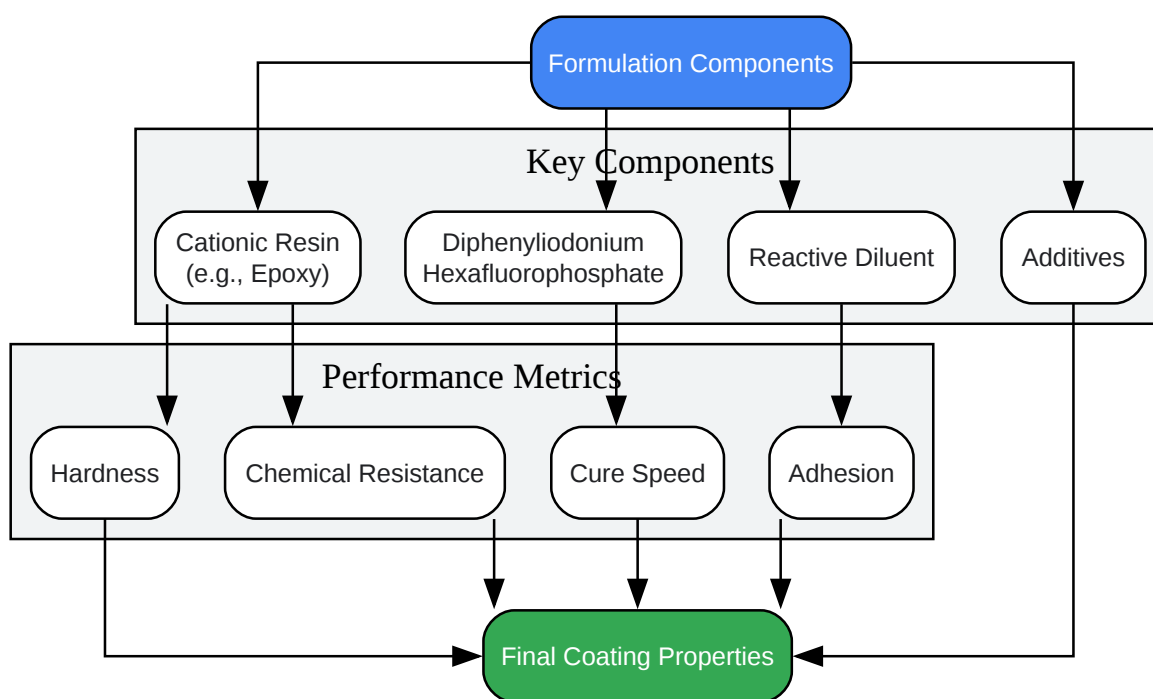 Formulation Components
Key Components
Cationic Resin
(e.g., Epoxy)
Diphenyliodonium
Hexafluorophosphate
Reactive Diluent
Additives
Performance Metrics
Hardness
Chemical Resistance
Cure Speed
Adhesion
Final Coating Properties